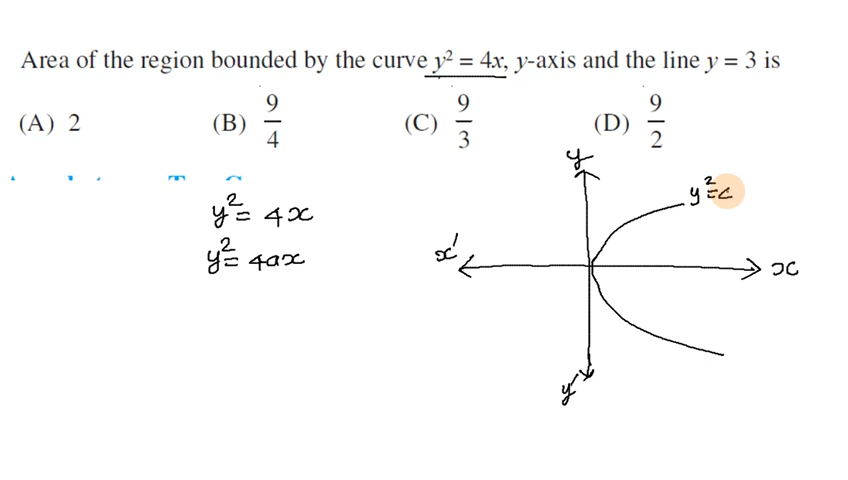 Area of the region bounded by the curve y² = 4x, y-axis and the line y = 3 is
(A) 2 (B) 9/4 (C) 9/3 (D) 9/2
y
y²=
y² = 4x
y² = 4ax
x'
x
y'